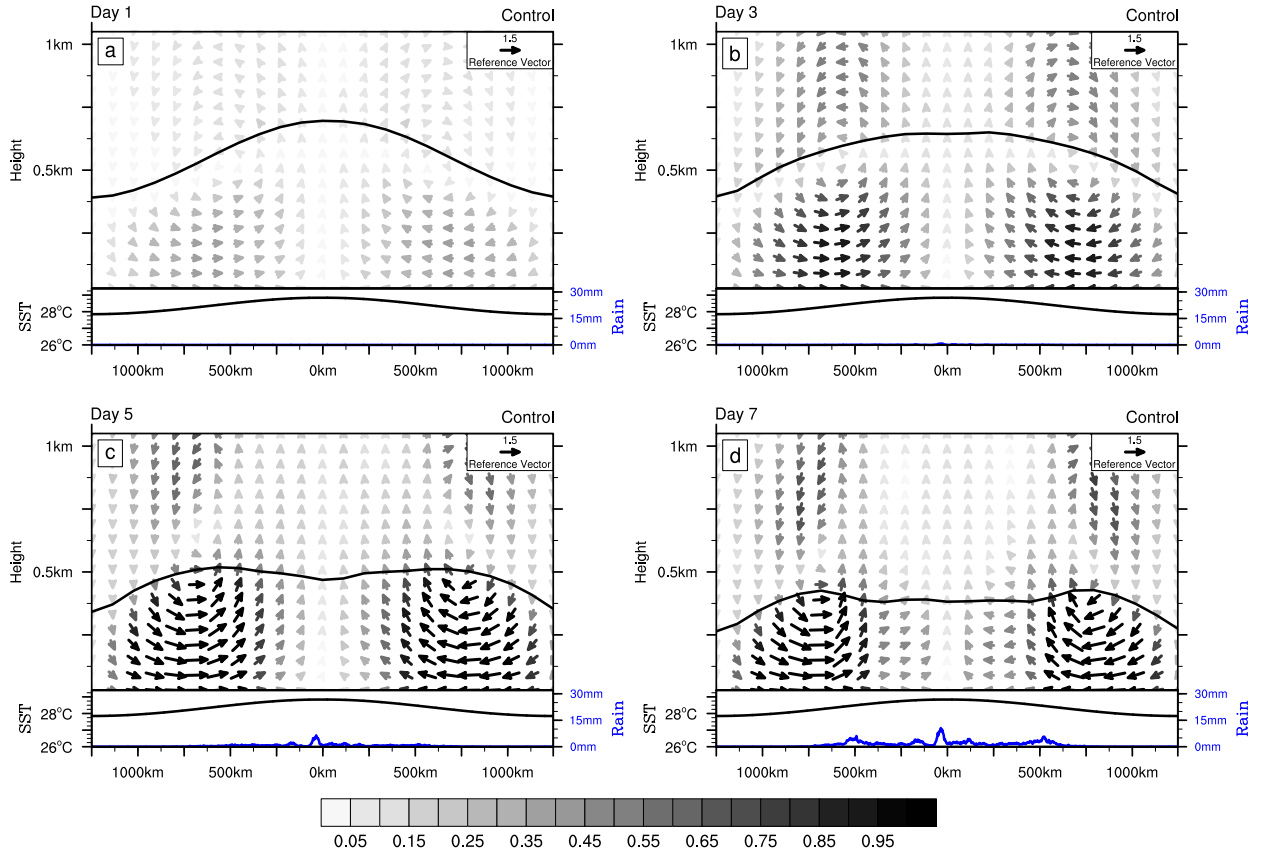 Day 1
Control
a
1.5
Reference Vector
1km
0.5km
Height
SST
28°C
26°C
30mm
15mm
0mm
Rain
1000km 500km 0km 500km 1000km
Day 3
Control
b
1.5
Reference Vector
1km
0.5km
Height
SST
28°C
26°C
30mm
15mm
0mm
Rain
1000km 500km 0km 500km 1000km
Day 5
Control
c
1.5
Reference Vector
1km
0.5km
Height
SST
28°C
26°C
30mm
15mm
0mm
Rain
1000km 500km 0km 500km 1000km
Day 7
Control
d
1.5
Reference Vector
1km
0.5km
Height
SST
28°C
26°C
30mm
15mm
0mm
Rain
1000km 500km 0km 500km 1000km
0.05 0.15 0.25 0.35 0.45 0.55 0.65 0.75 0.85 0.95